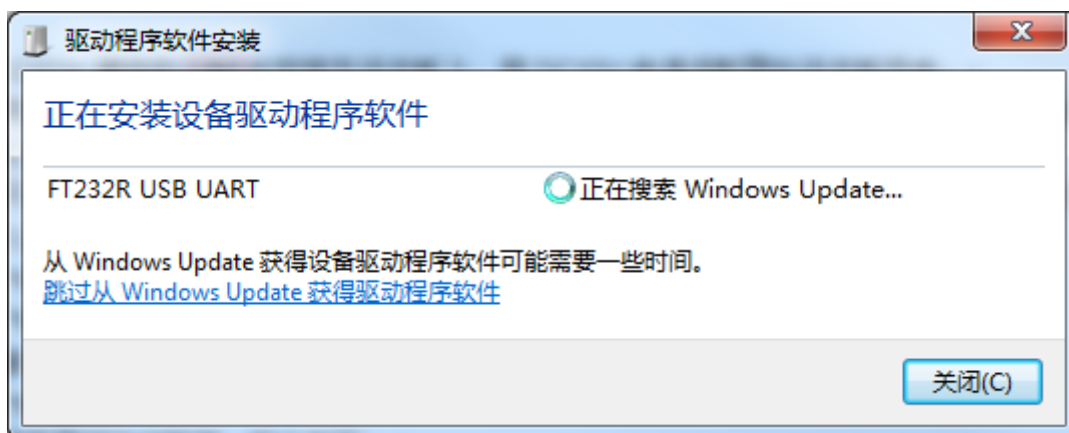 驱动程序软件安装
正在安装设备驱动程序软件
FT232R USB UART 正在搜索 Windows Update...
从 Windows Update 获得设备驱动程序软件可能需要一些时间。
跳过从 Windows Update 获得驱动程序软件
关闭(C)